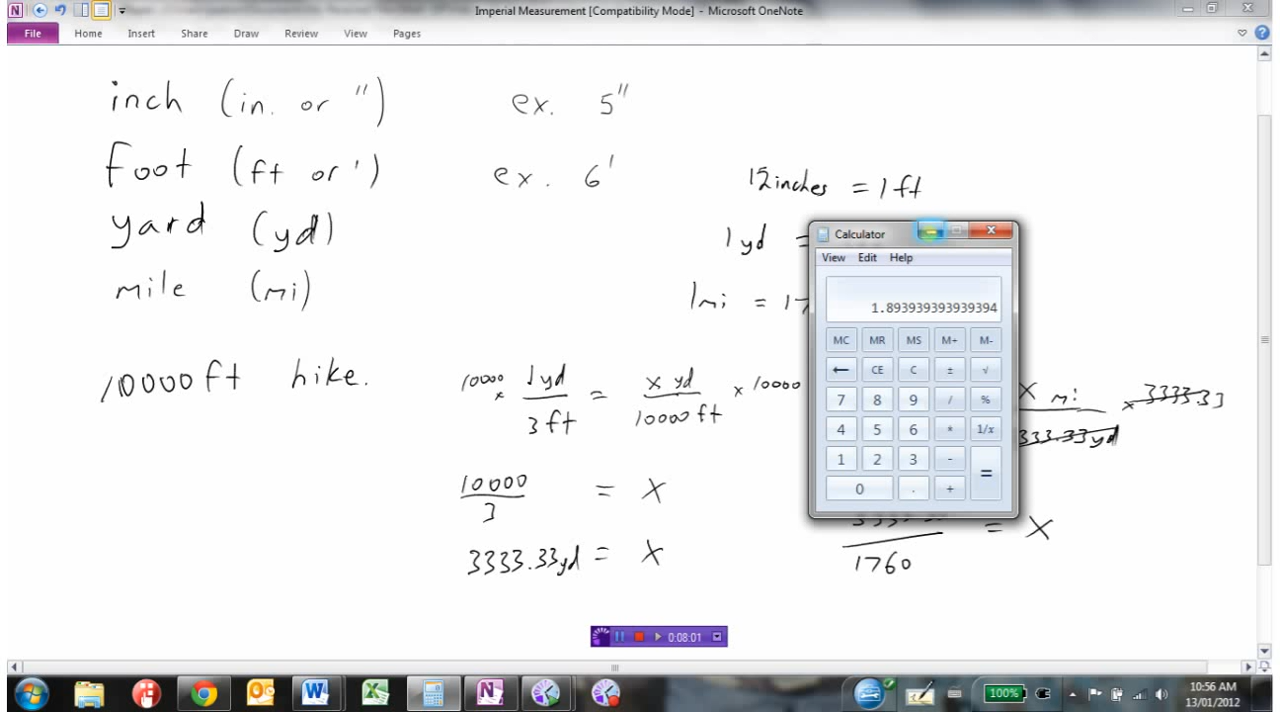 Imperial Measurement [Compatibility Mode] - Microsoft OneNote
File Home Insert Share Draw Review View Pages
inch (in. or ") ex. 5"
Foot (ft or ') ex. 6'
12 inches = 1 ft
yard (yd)
1 yd =
mile (mi)
1 mi = 17
Calculator
View Edit Help
1.893939393939394
MC MR MS M+ M-
← CE C ± √
7 8 9 / %
4 5 6 * 1/x
1 2 3 - =
0 . +
10000 ft hike.
10000 × 1 yd / 3 ft = x yd / 10000 ft × 10000
X mi / 333.33 yd × 3333.33
10000 / 3 = X
1760 = X
3333.33 yd = X
0:08:01
100%
10:56 AM
13/01/2012